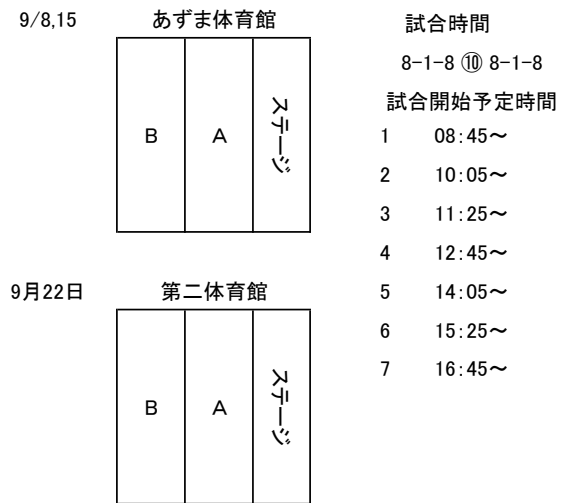 9/8,15 あずま体育館
B A ステージ
9月22日 第二体育館
B A ステージ
試合時間
8-1-8 ⑩ 8-1-8
試合開始予定時間
1 08:45～
2 10:05～
3 11:25～
4 12:45～
5 14:05～
6 15:25～
7 16:45～